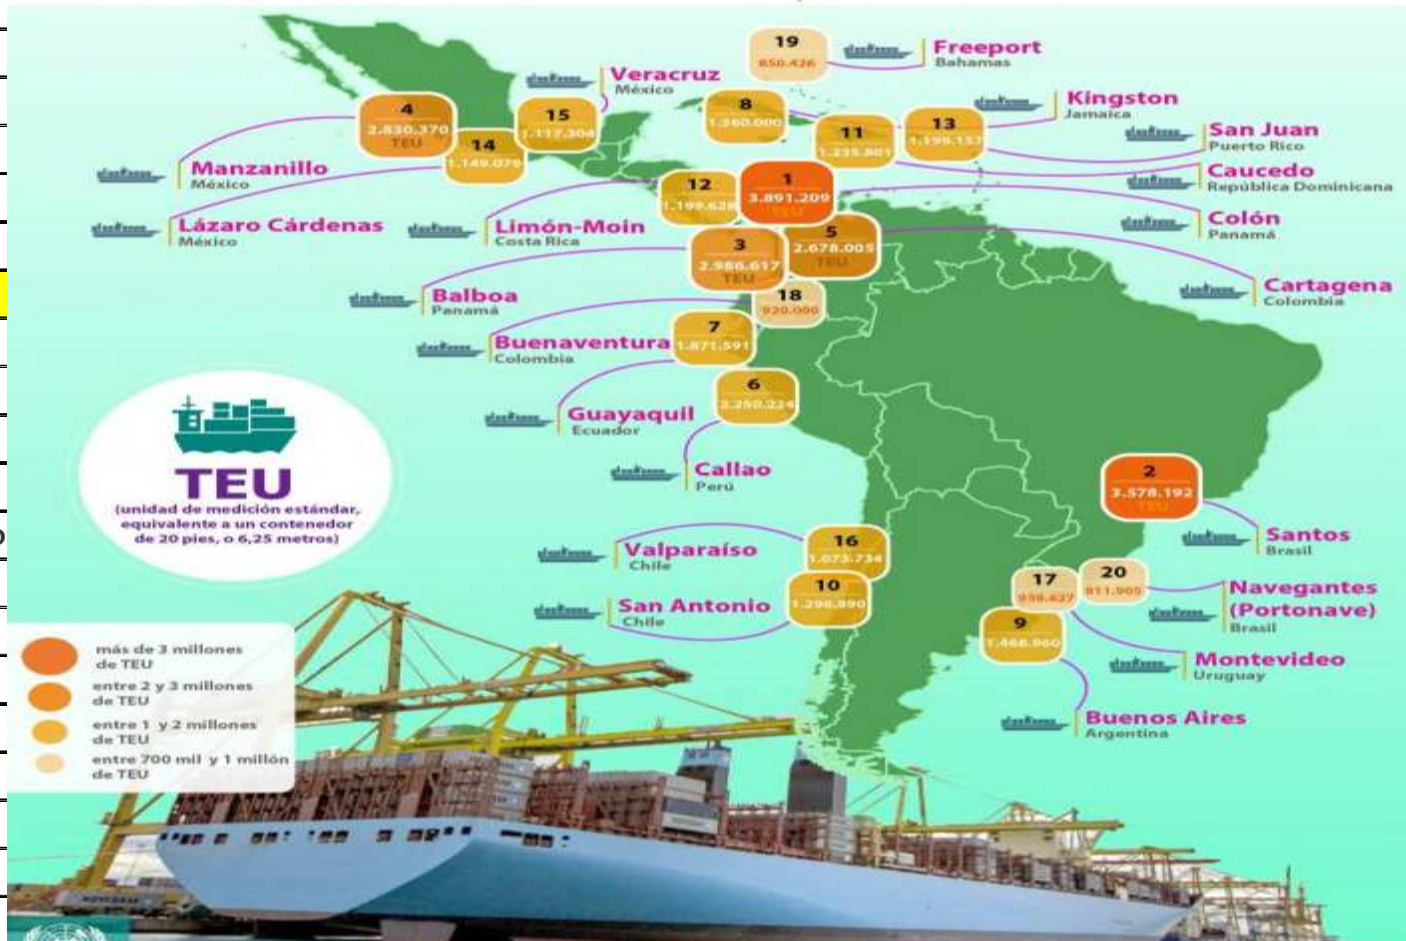 19
850.426
Freeport
Bahamas
Veracruz
México
15
1.117.304
8
1.560.000
Kingston
Jamaica
4
2.830.370
TEU
14
1.149.079
11
1.235.801
13
1,199,157
San Juan
Puerto Rico
Manzanillo
México
Caucedo
República Dominicana
12
1.199.628
1
3.891.209
TEU
Lázaro Cárdenas
México
Limón-Moin
Costa Rica
Colón
Panamá
3
2.986.617
TEU
5
2.678.005
TEU
Balboa
Panamá
18
920.000
Cartagena
Colombia
7
1.871.591
Buenaventura
Colombia
6
2.250.224
Guayaquil
Ecuador
Callao
Perú
TEU
(unidad de medición estándar,
equivalente a un contenedor
de 20 pies, o 6,25 metros)
2
3.578.192
TEU
Santos
Brasil
Valparaíso
Chile
16
1.073.734
San Antonio
Chile
10
1.296.890
17
939.427
20
811.905
Navegantes
(Portonave)
Brasil
9
1.468.960
Montevideo
Uruguay
Buenos Aires
Argentina
más de 3 millones
de TEU
entre 2 y 3 millones
de TEU
entre 1 y 2 millones
de TEU
entre 700 mil y 1 millón
de TEU